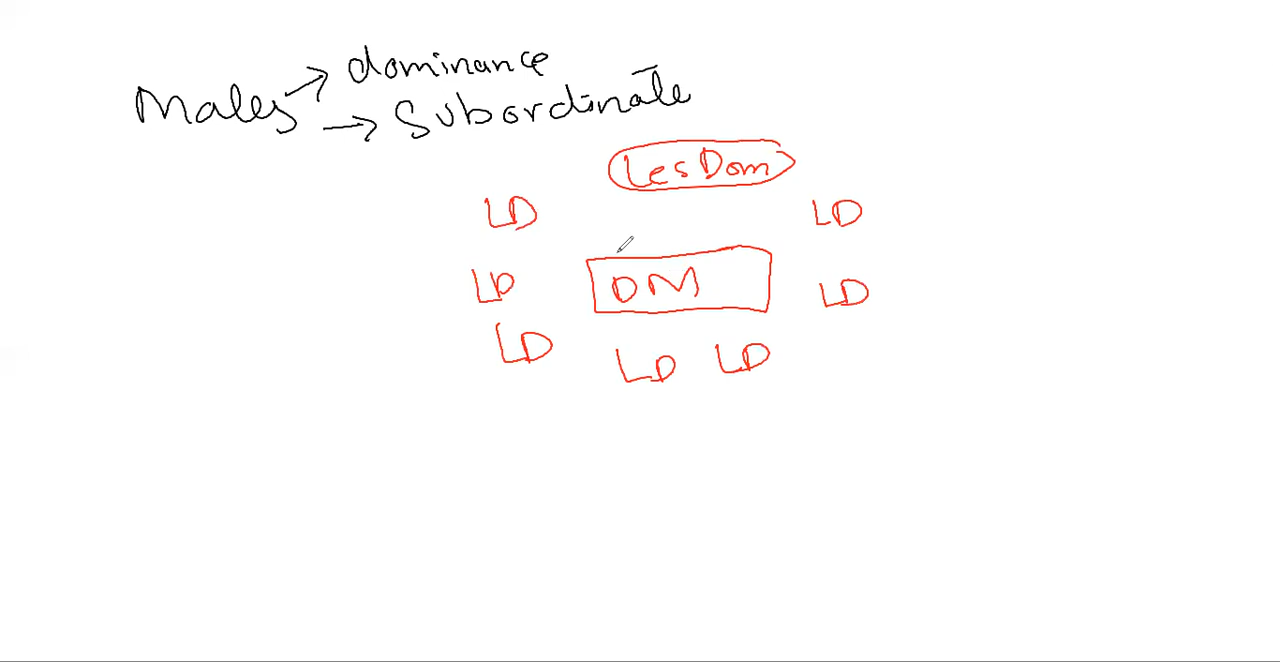 Males → dominance
→ Subordinate
LesDom
LD LD
LD DM LD
LD LD LD